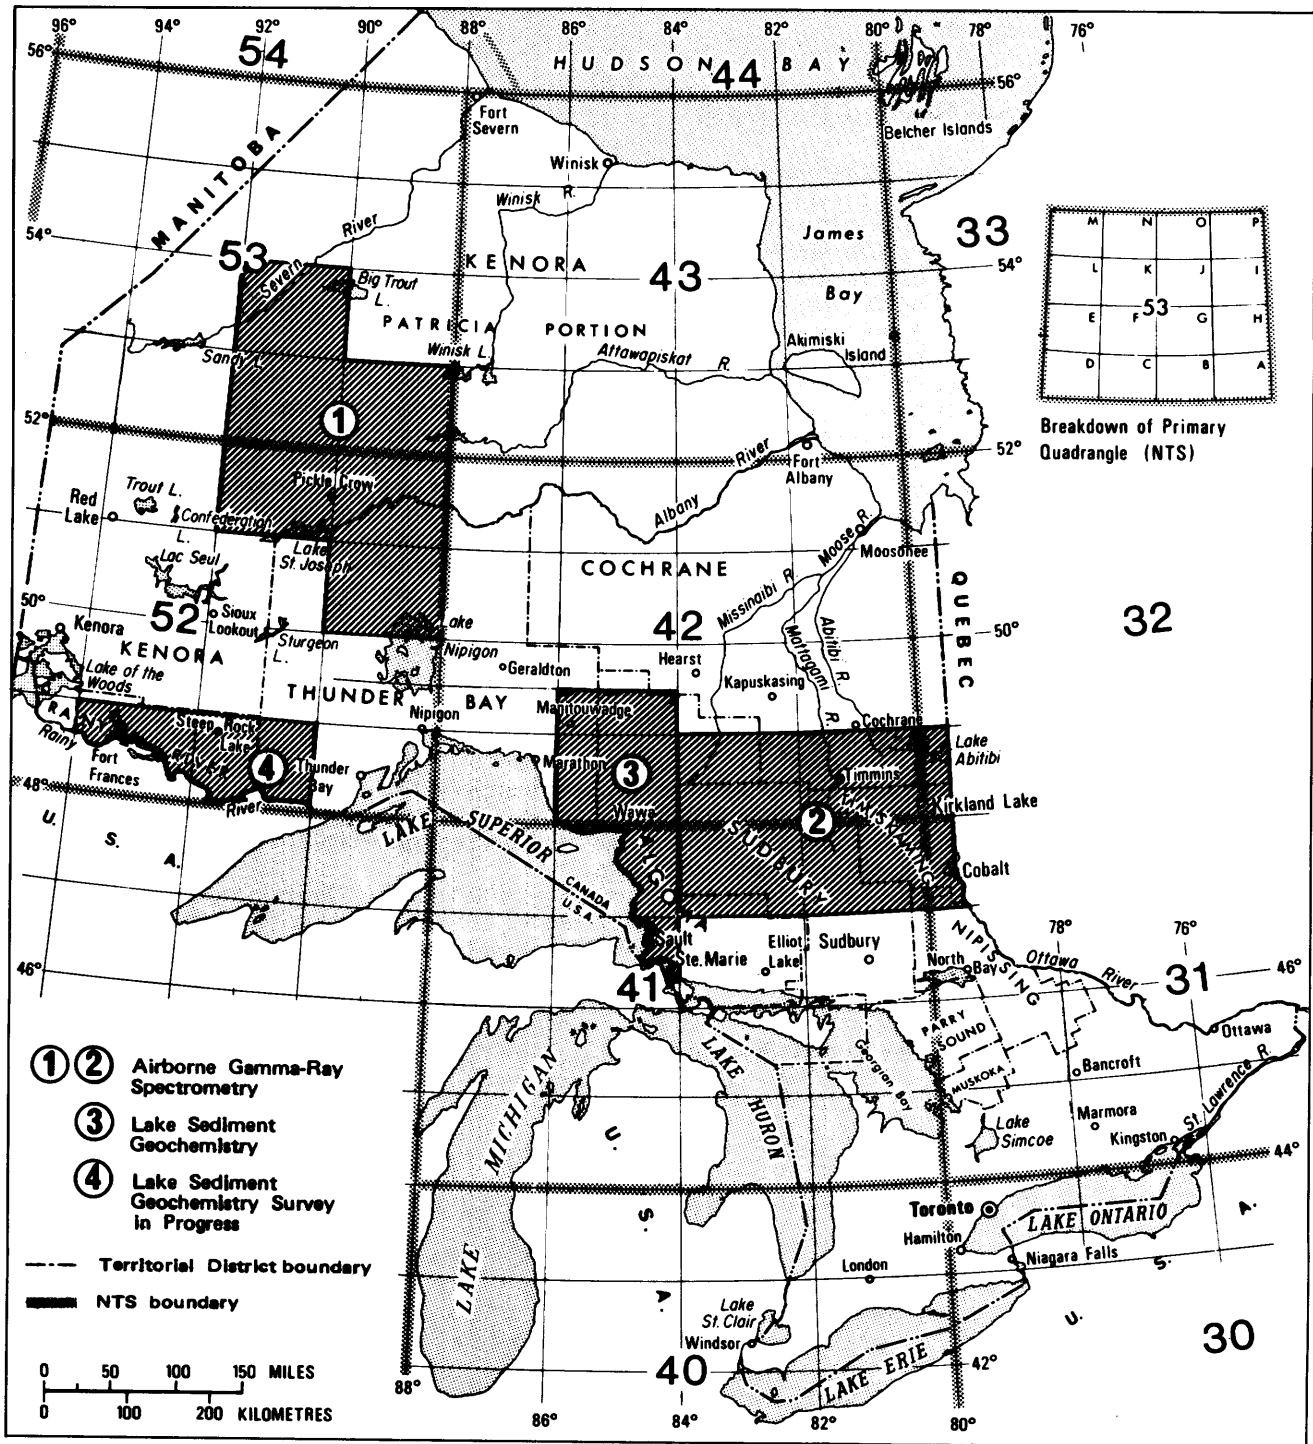 96° 94° 92° 90° 88° 86° 84° 82° 80° 78° 76°
56°
54
HUDSON BAY
44
56°
Belcher Islands
Fort
Severn
Winisk
Winisk R.
MANITOBA
Severn River
54°
53
KENORA
43
James
Bay
33
54°
Big Trout
L.
PATRICIA PORTION
Sandy L.
Winisk L.
Attawapiskat R.
Akimiski
Island
M N O P
L K J I
E F G H
53
D C B A
Breakdown of Primary
Quadrangle (NTS)
52°
1
52°
Pickle Crow
River
Fort
Albany
Albany
Trout L.
Red
Lake
Confederation
L.
Lake
St. Joseph
Lac Seul
Moose R.
Moosonee
COCHRANE
Missinaibi R.
Mattagami R.
Abitibi R.
QUEBEC
50°
52
Sioux
Lookout
Sturgeon
L.
Kenora
KENORA
Lake of the
Woods
Lake
Nipigon
42
50°
32
Geraldton
Hearst
Kapuskasing
THUNDER BAY
Nipigon
Manitouwadge
Cochrane
Lake
Abitibi
RAINY
RIVER
Rainy
River
Steep Rock
Lake
Fort
Frances
4
Thunder
Bay
Marathon
3
Wawa
Timmins
TIMISKAMING
Kirkland Lake
48°
2
SUDBURY
Cobalt
U. S. A.
LAKE SUPERIOR
CANADA
U.S.A.
ALGOMA
Sault
Ste. Marie
Elliot
Lake
Sudbury
North
Bay
NIPISSING
78° 76°
Ottawa River
46°
46°
41
31
Ottawa
PARRY
SOUND
MUSKOKA
Georgian Bay
Bancroft
LAKE
HURON
LAKE
MICHIGAN
U. S. A.
Lake
Simcoe
Marmora
Kingston
St. Lawrence R.
44°
Toronto
LAKE ONTARIO
Hamilton
Niagara Falls
London
Lake
St. Clair
Windsor
LAKE ERIE
U. S. A.
42°
40
30
88° 86° 84° 82° 80°
1 2 Airborne Gamma-Ray
Spectrometry
3 Lake Sediment
Geochemistry
4 Lake Sediment
Geochemistry Survey
in Progress
Territorial District boundary
NTS boundary
0 50 100 150 MILES
0 100 200 KILOMETRES